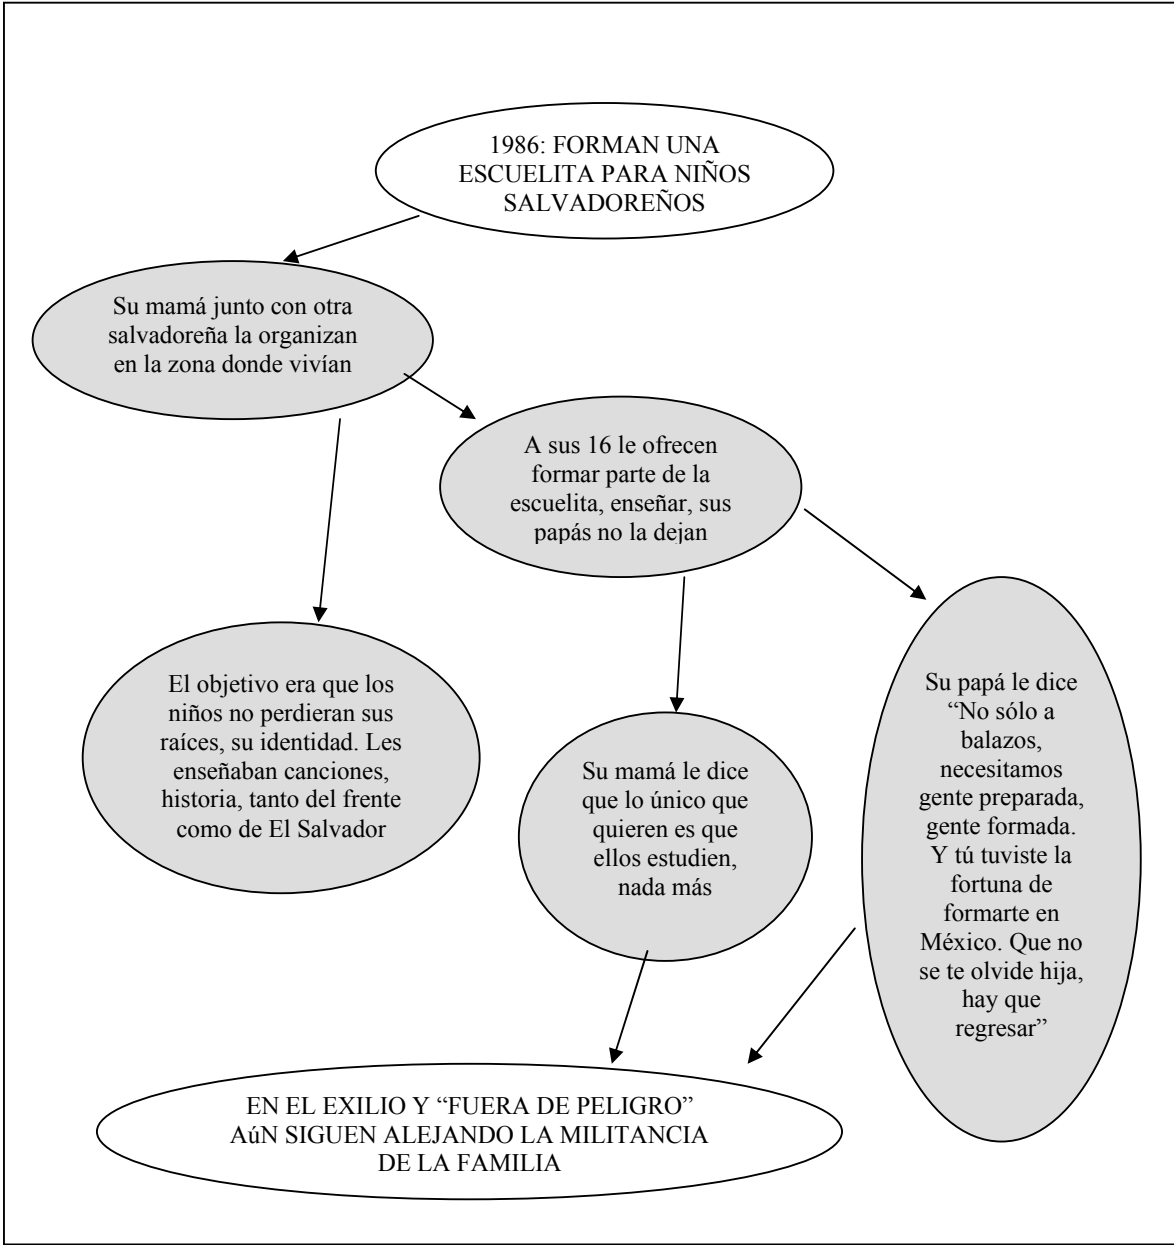 1986: FORMAN UNA
ESCUELITA PARA NIÑOS
SALVADOREÑOS
Su mamá junto con otra
salvadoreña la organizan
en la zona donde vivían
A sus 16 le ofrecen
formar parte de la
escuelita, enseñar, sus
papás no la dejan
El objetivo era que los
niños no perdieran sus
raíces, su identidad. Les
enseñaban canciones,
historia, tanto del frente
como de El Salvador
Su mamá le dice
que lo único que
quieren es que
ellos estudien,
nada más
Su papá le dice
“No sólo a
balazos,
necesitamos
gente preparada,
gente formada.
Y tú tuviste la
fortuna de
formarte en
México. Que no
se te olvide hija,
hay que
regresar”
EN EL EXILIO Y “FUERA DE PELIGRO”
AúN SIGUEN ALEJANDO LA MILITANCIA
DE LA FAMILIA